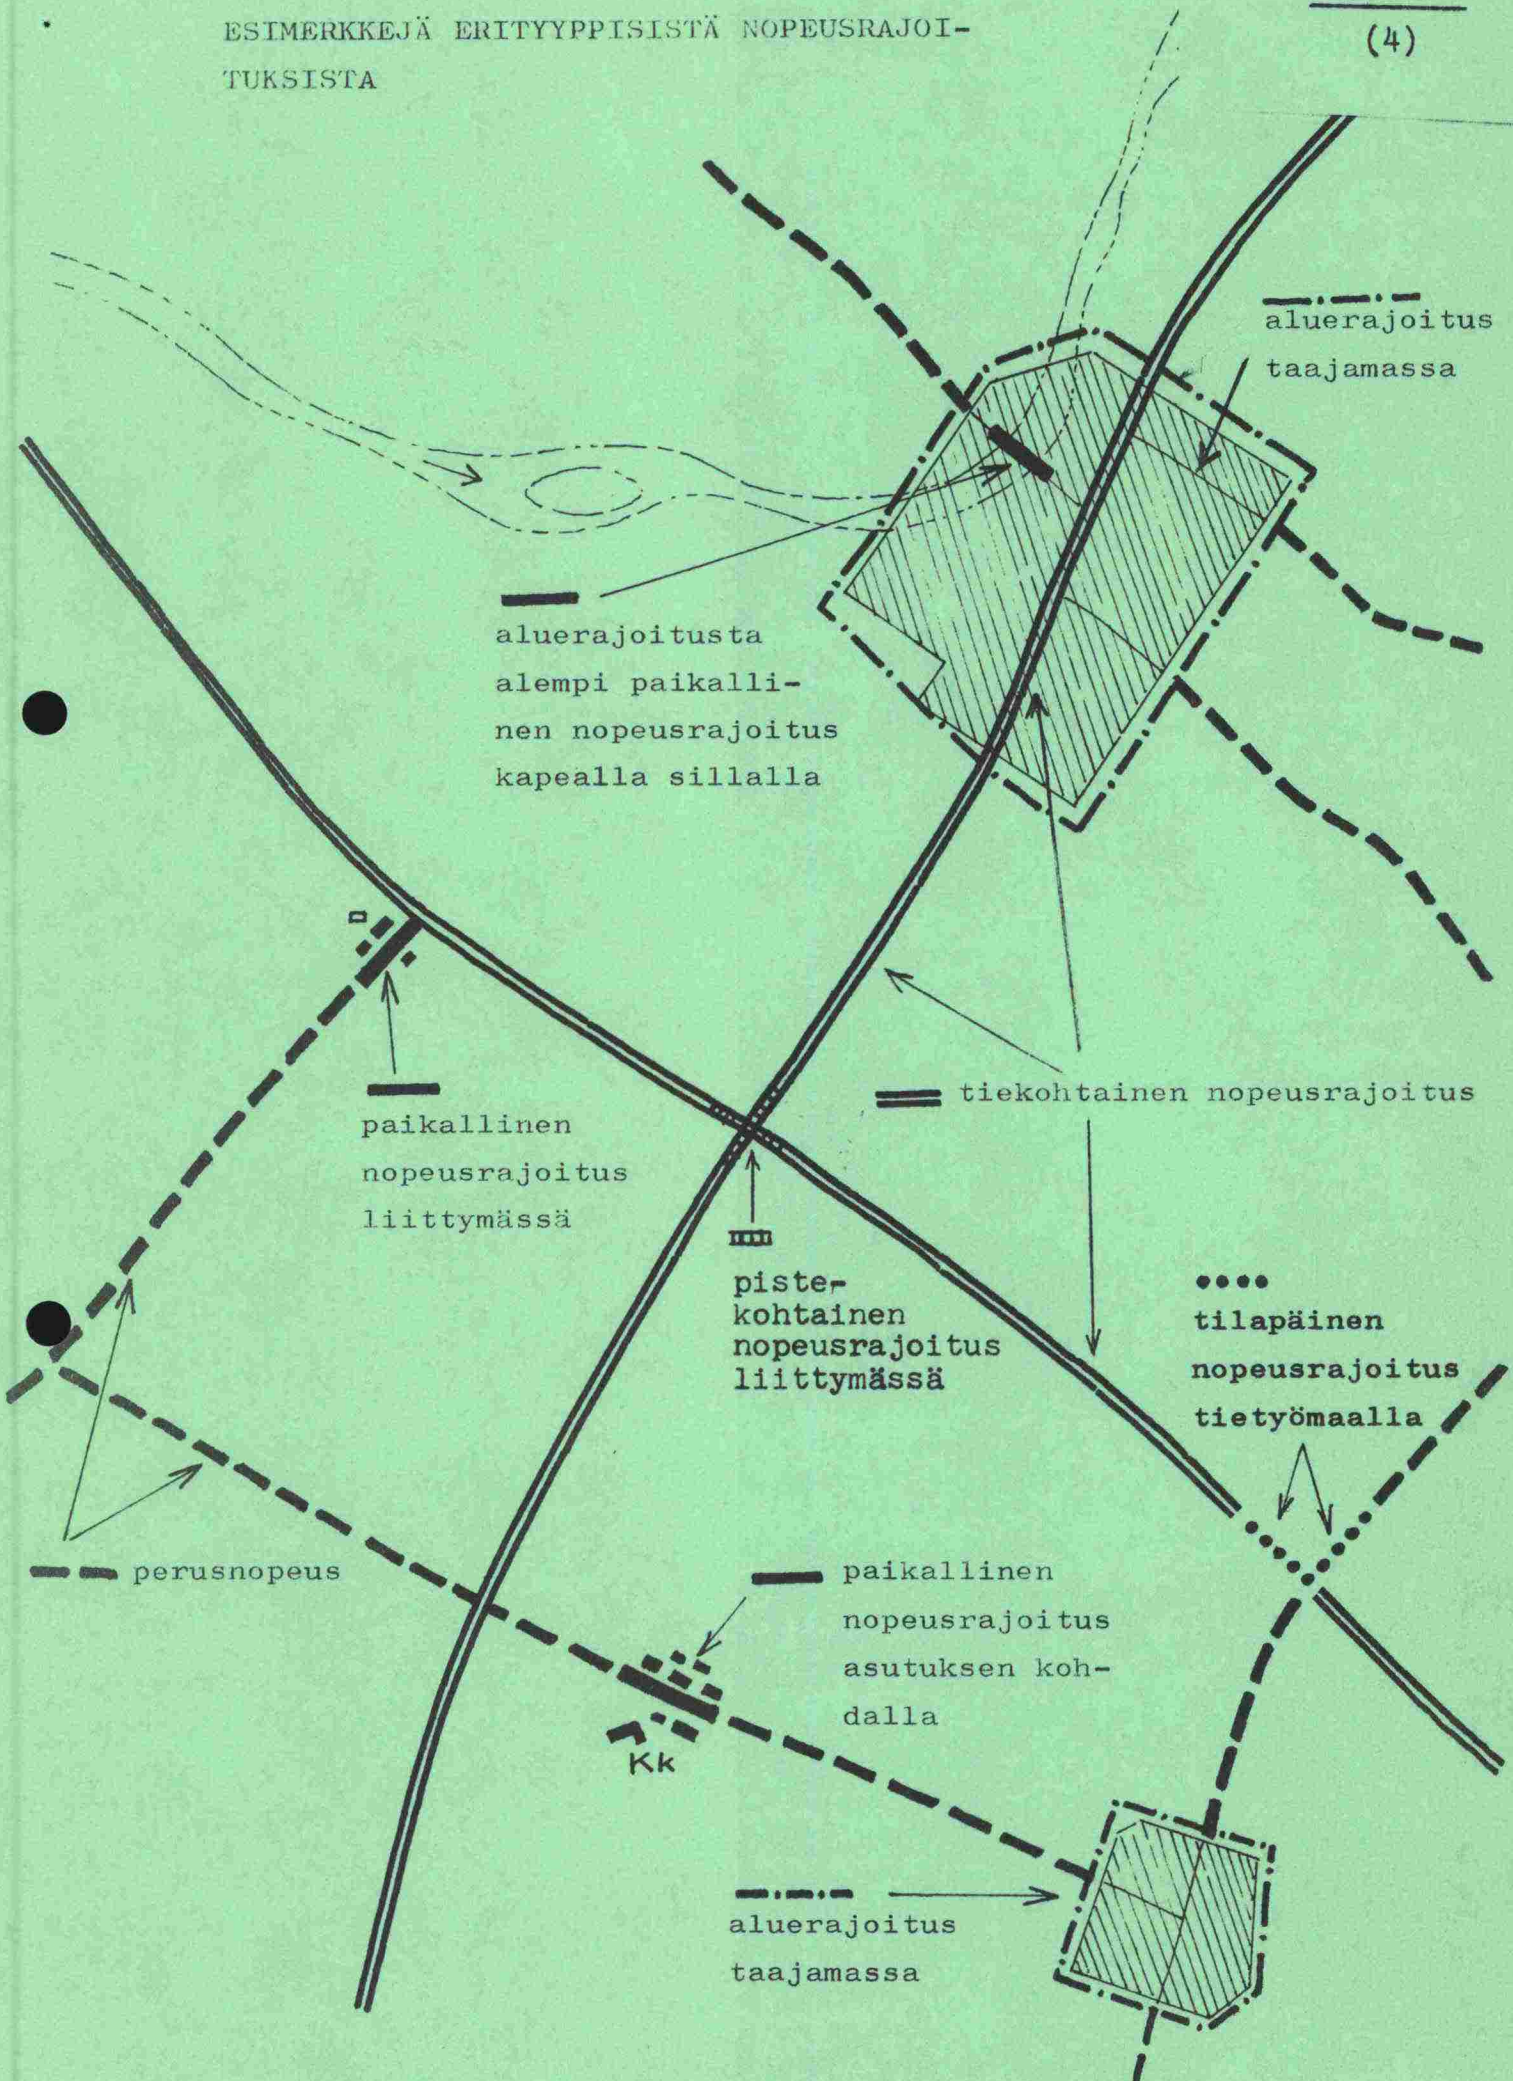 ESIMERKKEJÄ ERITYYPPISISTÄ NOPEUSRAJOI-
TUKSISTA
(4)
aluerajoitus
taajamassa
aluerajoitusta
alempi paikalli-
nen nopeusrajoitus
kapealla sillalla
tiekohtainen nopeusrajoitus
paikallinen
nopeusrajoitus
liittymässä
piste-
kohtainen
nopeusrajoitus
liittymässä
tilapäinen
nopeusrajoitus
tietyömaalla
perusnopeus
paikallinen
nopeusrajoitus
asutuksen koh-
dalla
Kk
aluerajoitus
taajamassa